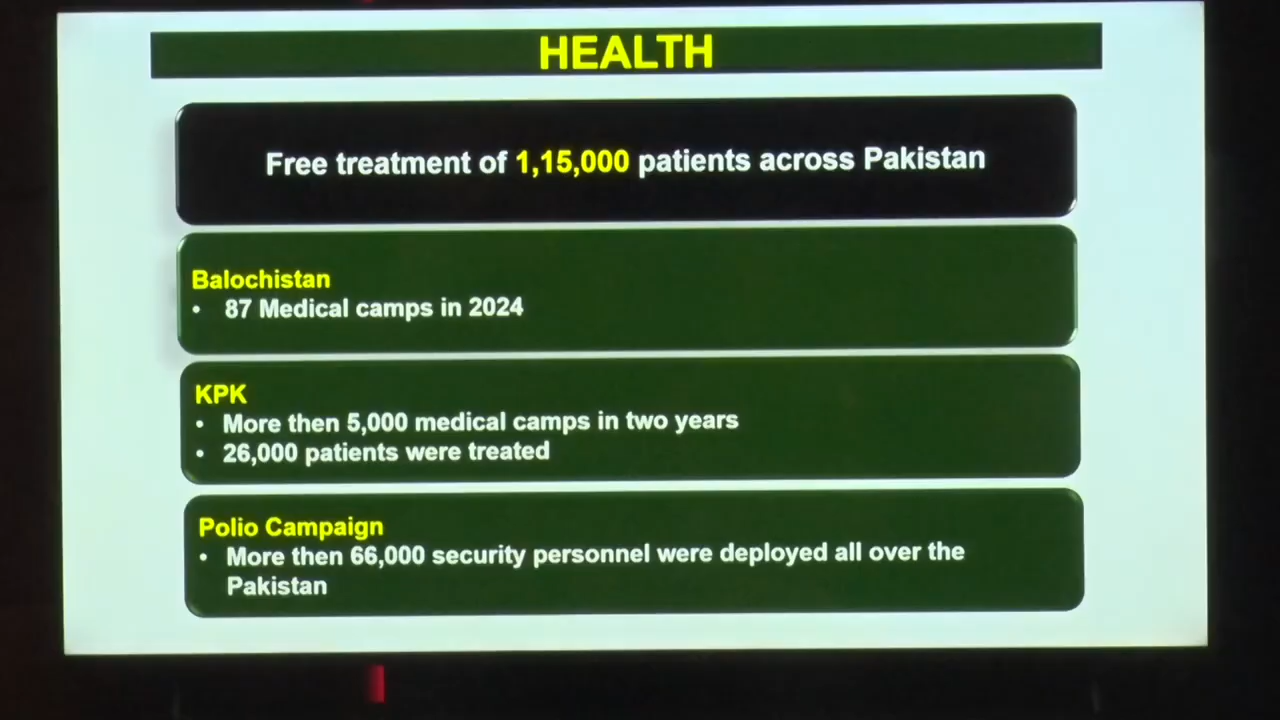 HEALTH
Free treatment of 1,15,000 patients across Pakistan
Balochistan
• 87 Medical camps in 2024
KPK
• More then 5,000 medical camps in two years
• 26,000 patients were treated
Polio Campaign
• More then 66,000 security personnel were deployed all over the
Pakistan